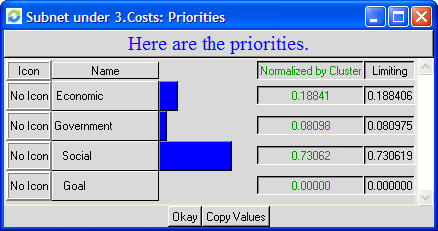 Subnet under 3.Costs: Priorities
Here are the priorities.
Icon Name Normalized by Cluster Limiting
No Icon Economic 0.18841 0.188406
No Icon Government 0.08098 0.080975
No Icon Social 0.73062 0.730619
No Icon Goal 0.00000 0.000000
Okay Copy Values